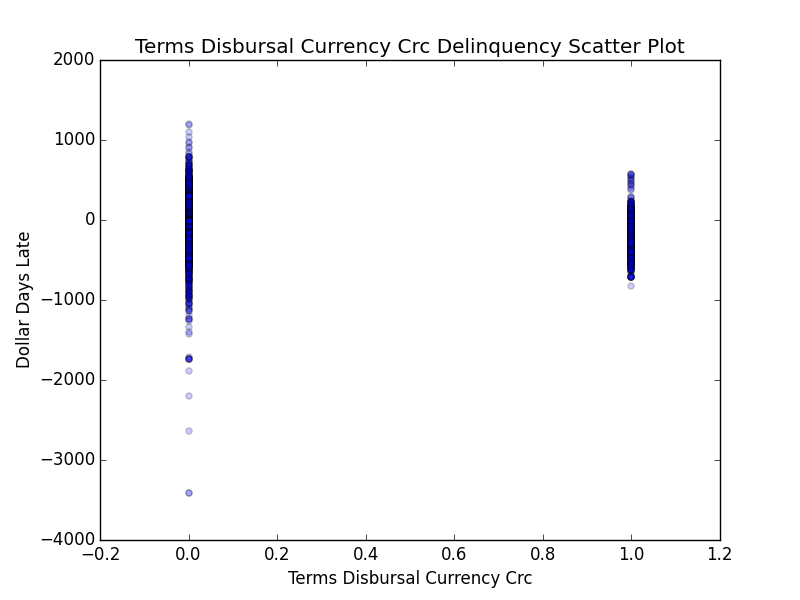 Terms Disbursal Currency Crc Delinquency Scatter Plot
2000
1000
0
−1000
−2000
−3000
−4000
Dollar Days Late
−0.2 0.0 0.2 0.4 0.6 0.8 1.0 1.2
Terms Disbursal Currency Crc